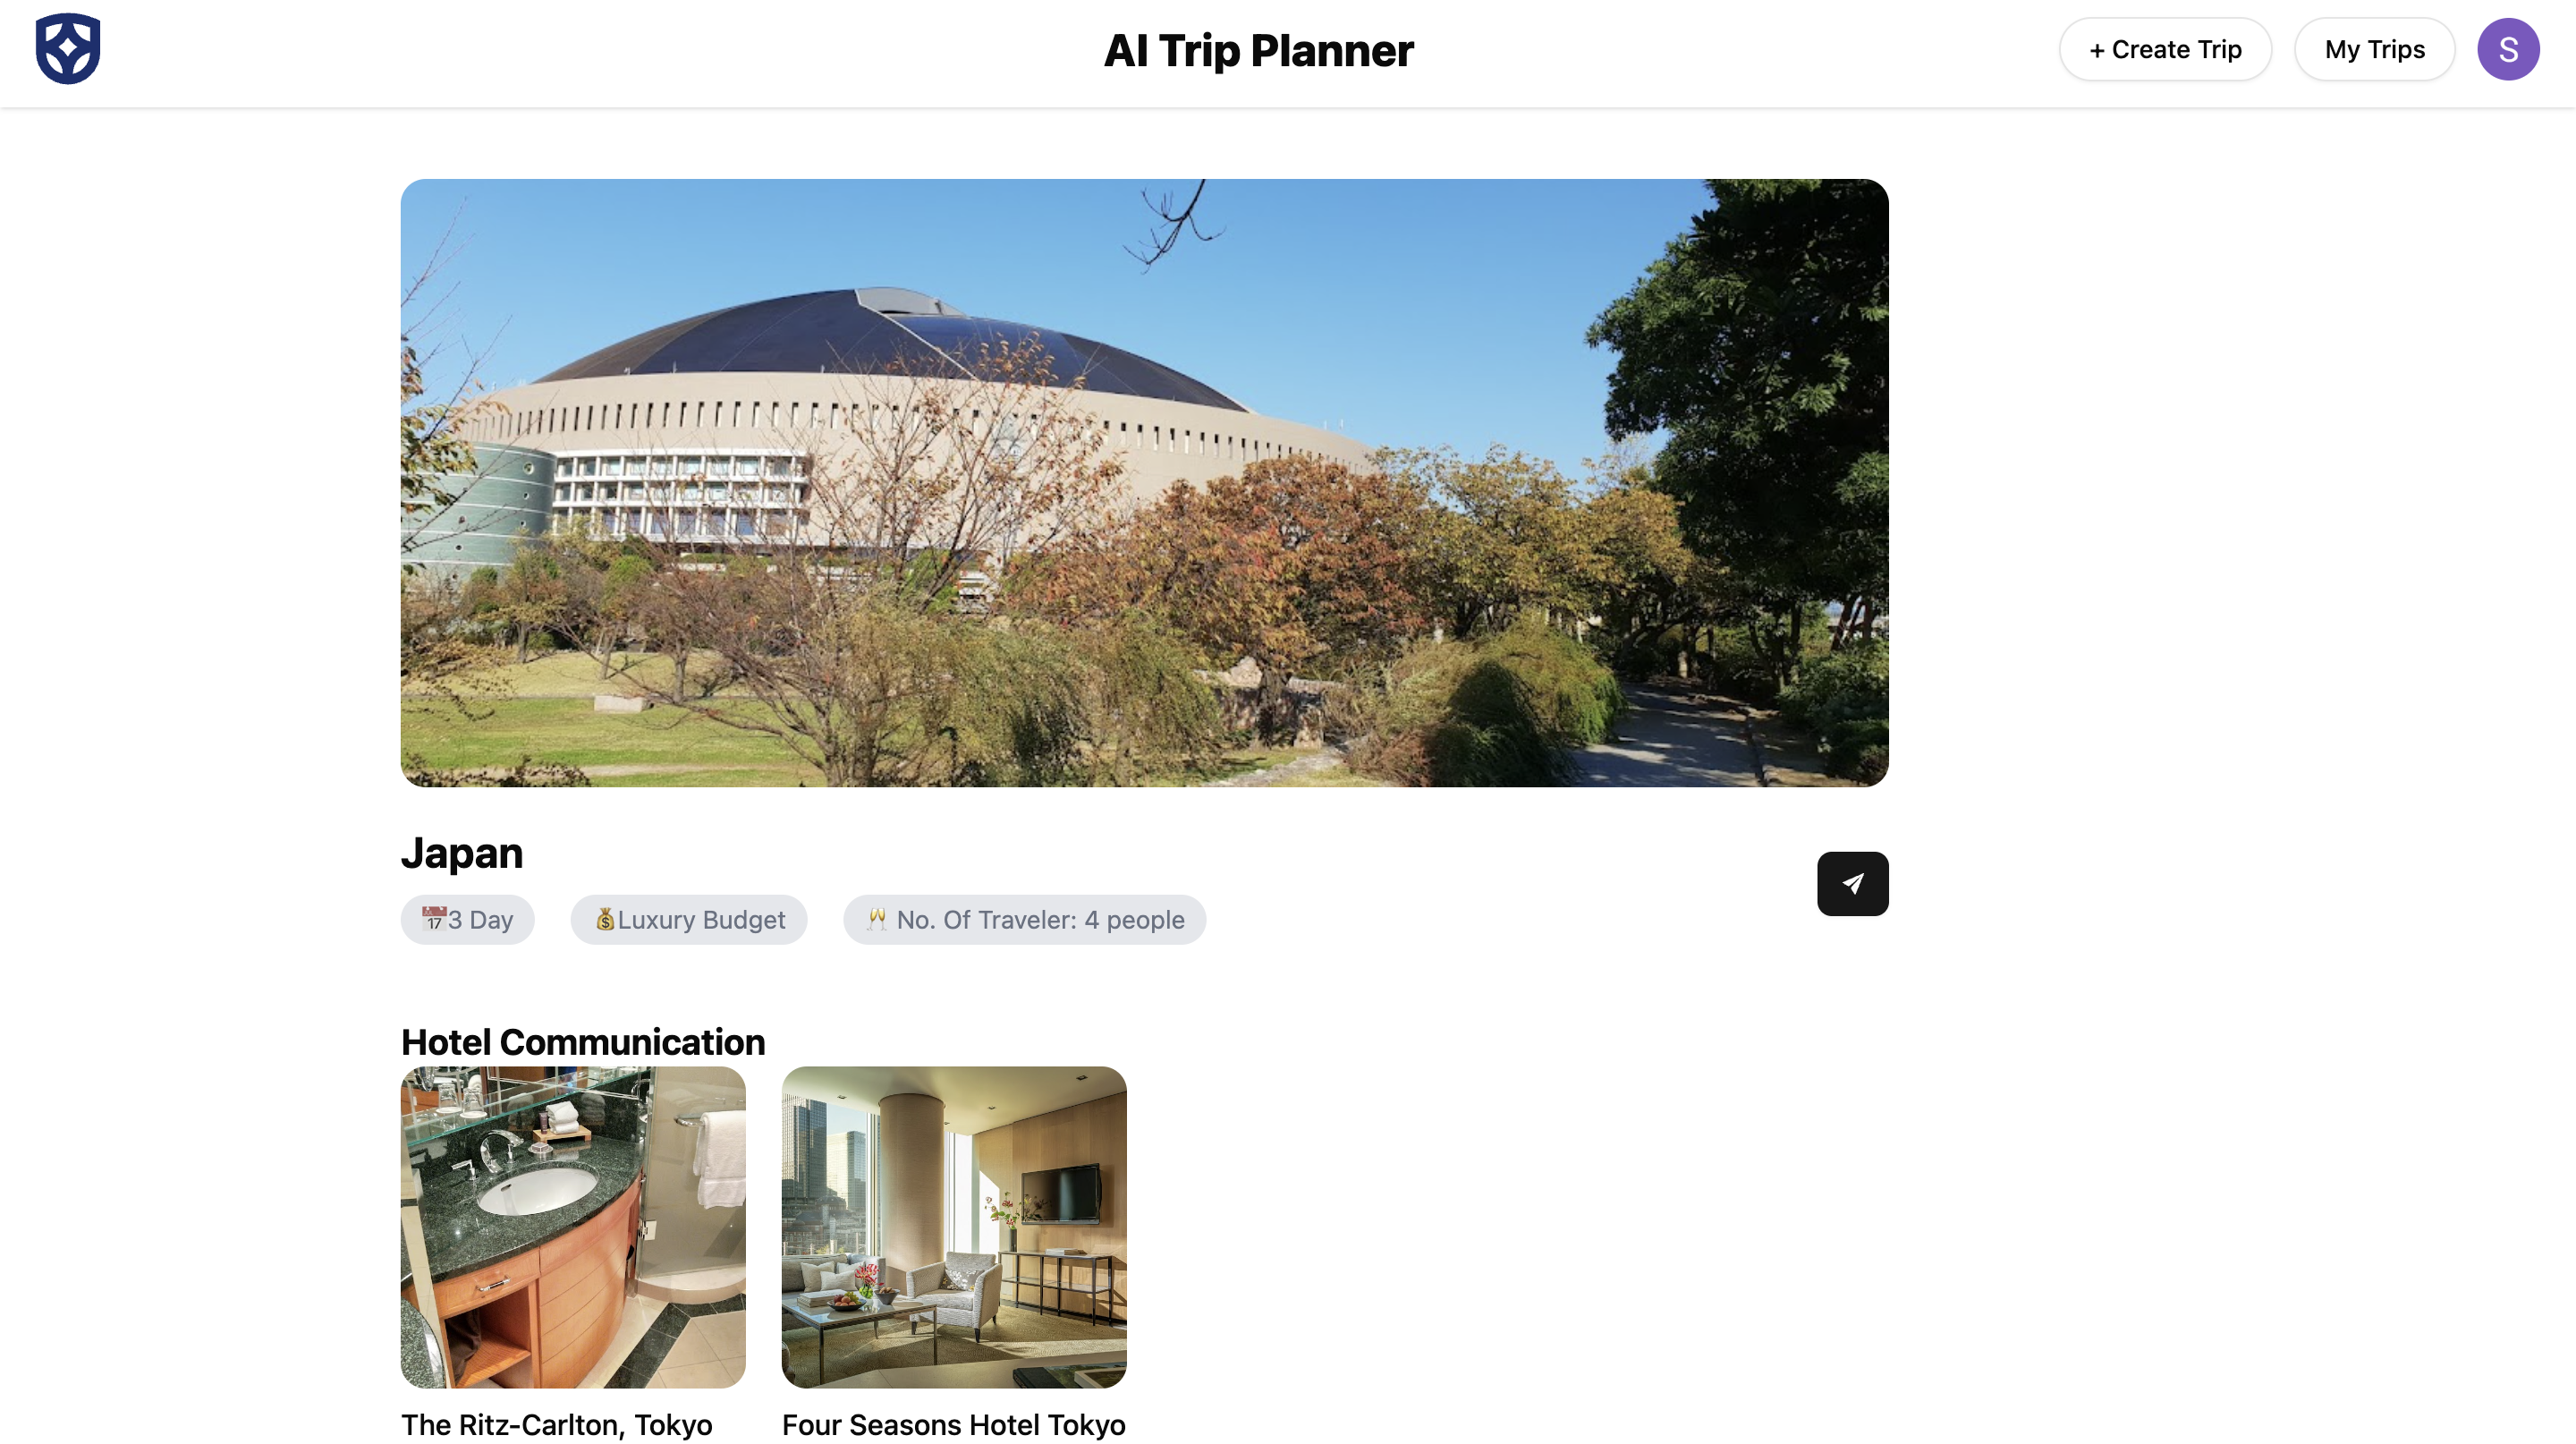 AI Trip Planner
+ Create Trip
My Trips
S
Japan
📅3 Day
💰Luxury Budget
🥂 No. Of Traveler: 4 people
Hotel Communication
The Ritz-Carlton, Tokyo
Four Seasons Hotel Tokyo